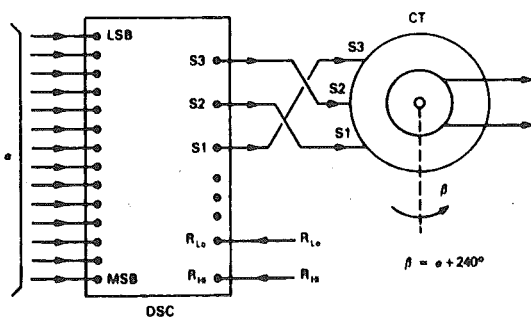 CT
LSB
S3
S3
S2
S2
S1
S1
α
β
R_Lo
R_Lo
β = α + 240°
R_Hi
R_Hi
MSB
DSC